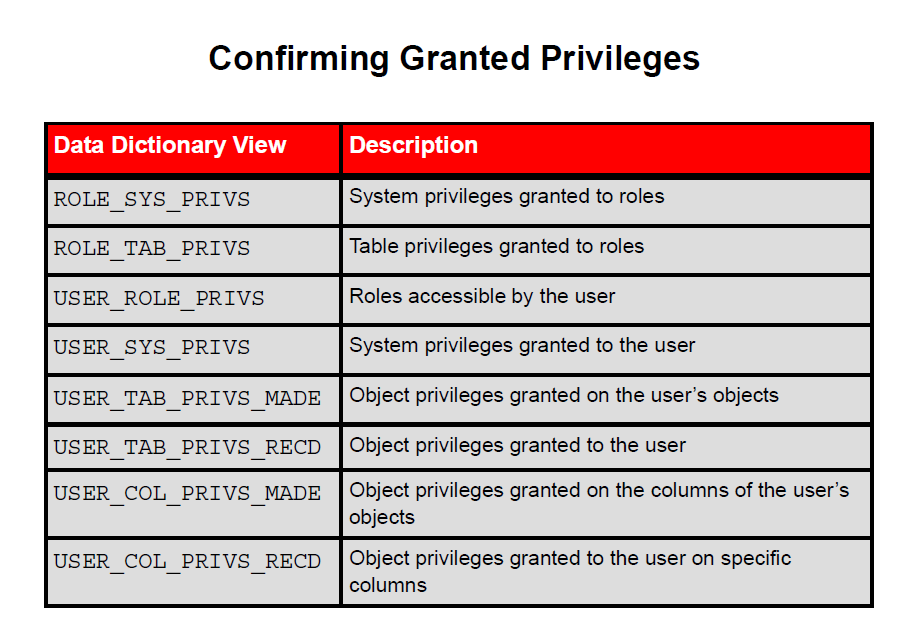 Confirming Granted Privileges
Data Dictionary View Description
ROLE_SYS_PRIVS System privileges granted to roles
ROLE_TAB_PRIVS Table privileges granted to roles
USER_ROLE_PRIVS Roles accessible by the user
USER_SYS_PRIVS System privileges granted to the user
USER_TAB_PRIVS_MADE Object privileges granted on the user’s objects
USER_TAB_PRIVS_RECD Object privileges granted to the user
USER_COL_PRIVS_MADE Object privileges granted on the columns of the user’s
objects
USER_COL_PRIVS_RECD Object privileges granted to the user on specific
columns